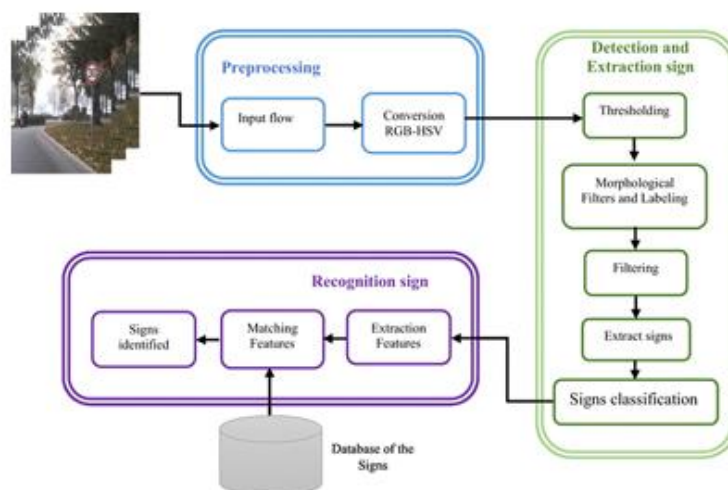 Preprocessing
Input flow
Conversion
RGB-HSV
Detection and
Extraction sign
Thresholding
Morphological
Filters and Labeling
Filtering
Extract signs
Signs classification
Recognition sign
Extraction
Features
Matching
Features
Signs
identified
Database of the
Signs